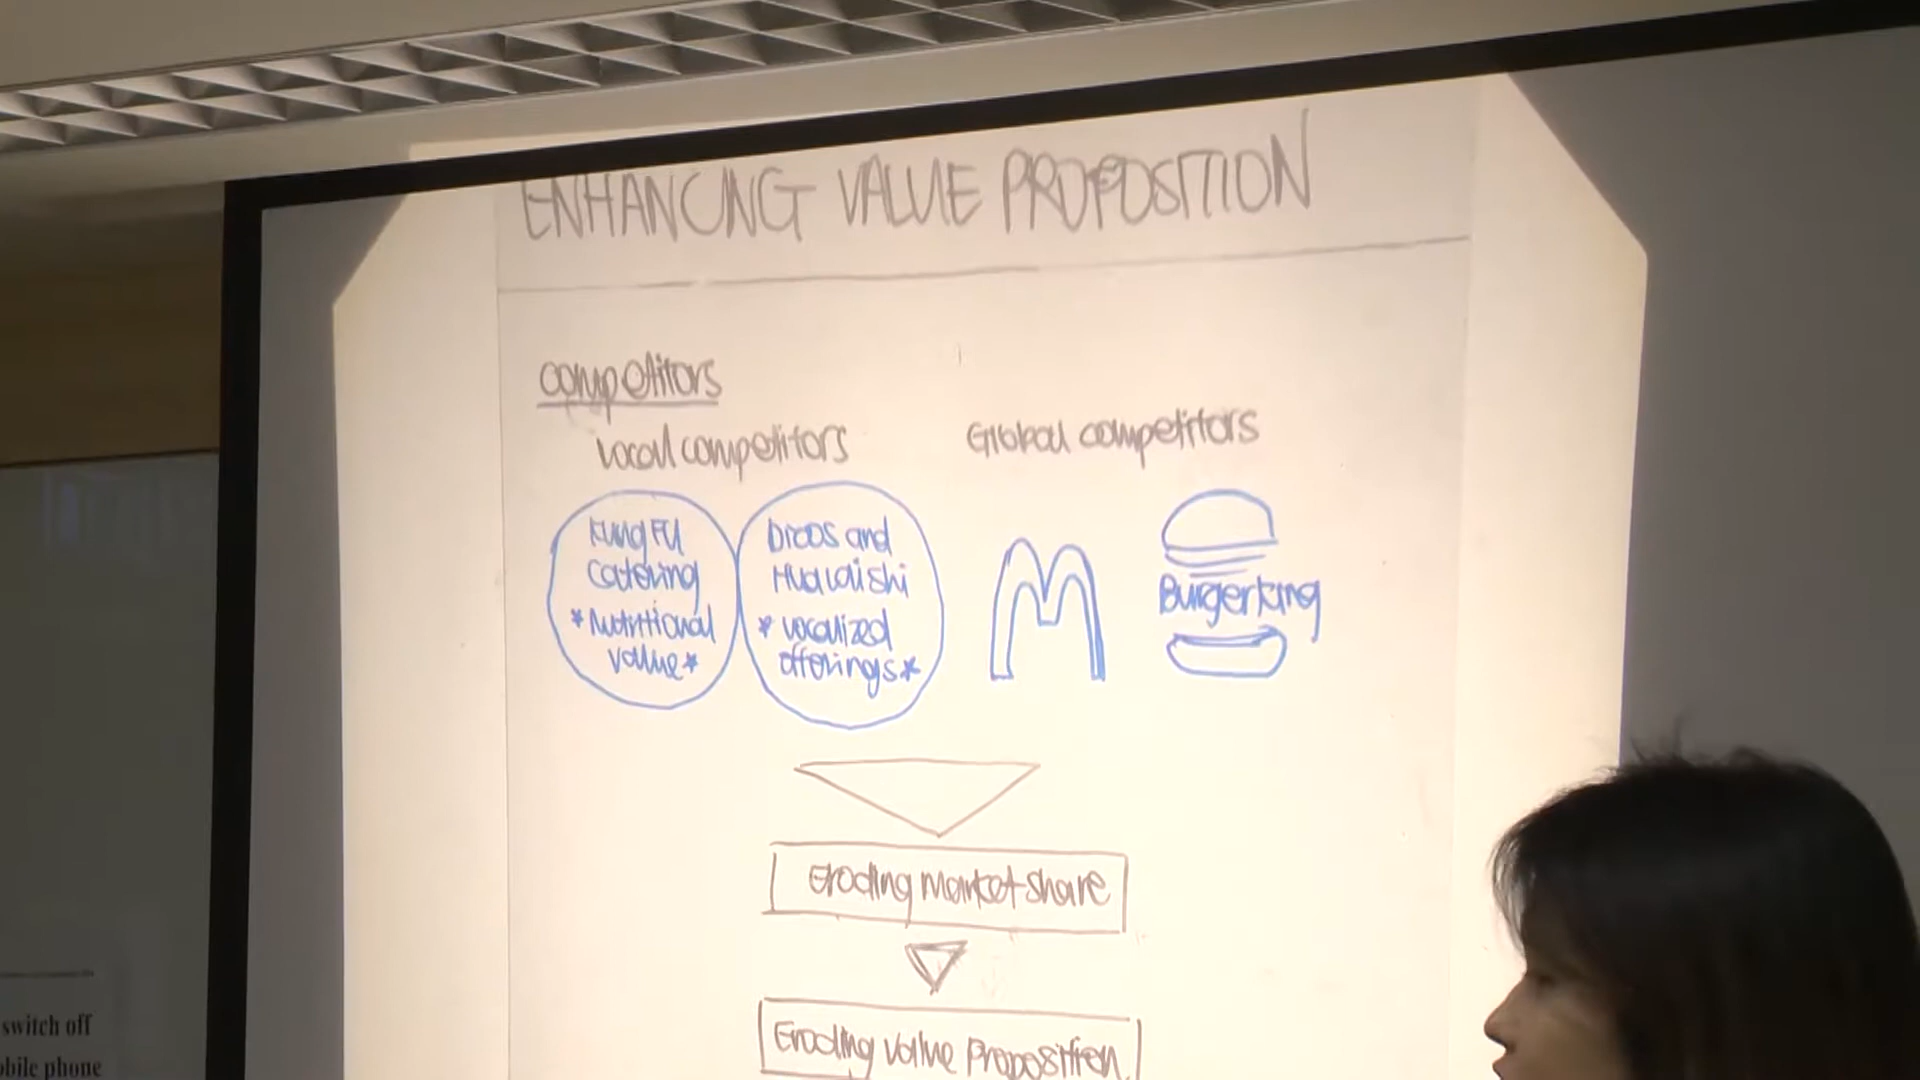 ENHANCING VALUE PROPOSITION
competitors
local competitors
Global competitors
Kung FU
catering
*Nutritional
value*
Dicos and
Hualaishi
* localized
offerings*
M
Burgerking
Eroding market share
Eroding value proposition
switch off
obile phone